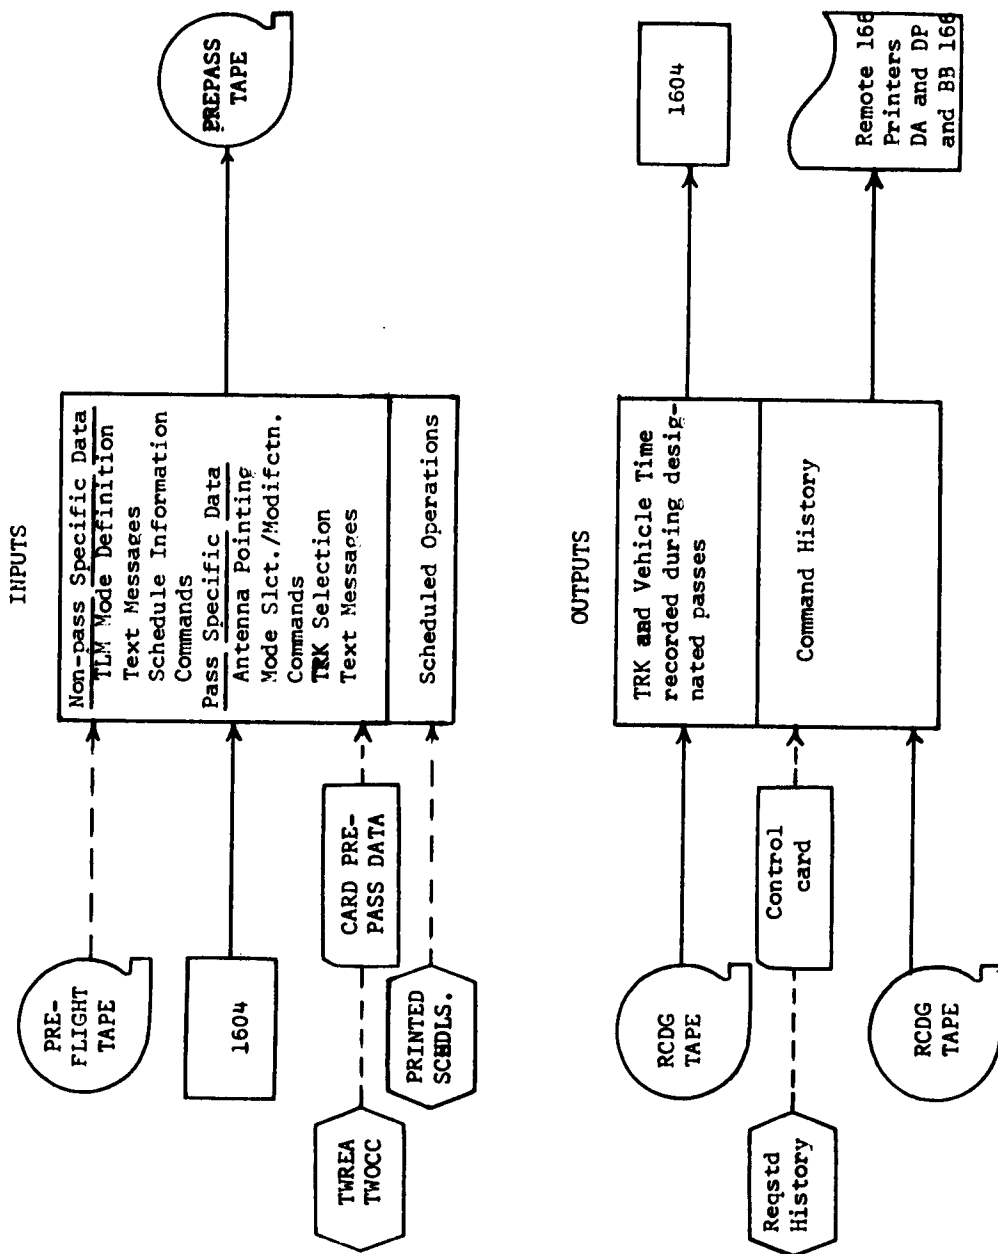 INPUTS
PRE-
FLIGHT
TAPE
1604
TWREA
TWOCC
CARD PRE-
PASS DATA
PRINTED
SCHDLS.
Non-pass Specific Data
TLM Mode Definition
Text Messages
Schedule Information
Commands
Pass Specific Data
Antenna Pointing
Mode Slct./Modifctn.
Commands
TRK Selection
Text Messages
Scheduled Operations
PREPASS
TAPE
OUTPUTS
RCDG
TAPE
Reqstd
History
Control
card
RCDG
TAPE
TRK and Vehicle Time
recorded during desig-
nated passes
Command History
1604
Remote 166
Printers
DA and DP
and BB 166